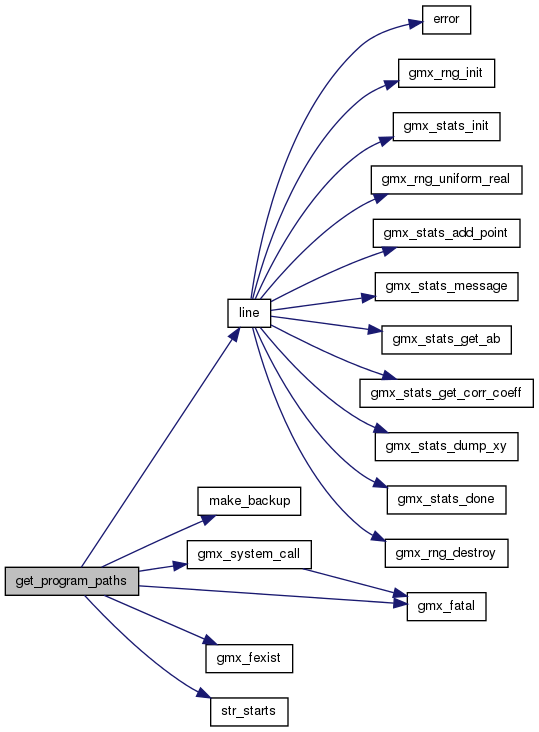 error
gmx_rng_init
gmx_stats_init
gmx_rng_uniform_real
gmx_stats_add_point
gmx_stats_message
line
gmx_stats_get_ab
gmx_stats_get_corr_coeff
gmx_stats_dump_xy
gmx_stats_done
make_backup
gmx_rng_destroy
gmx_system_call
get_program_paths
gmx_fatal
gmx_fexist
str_starts